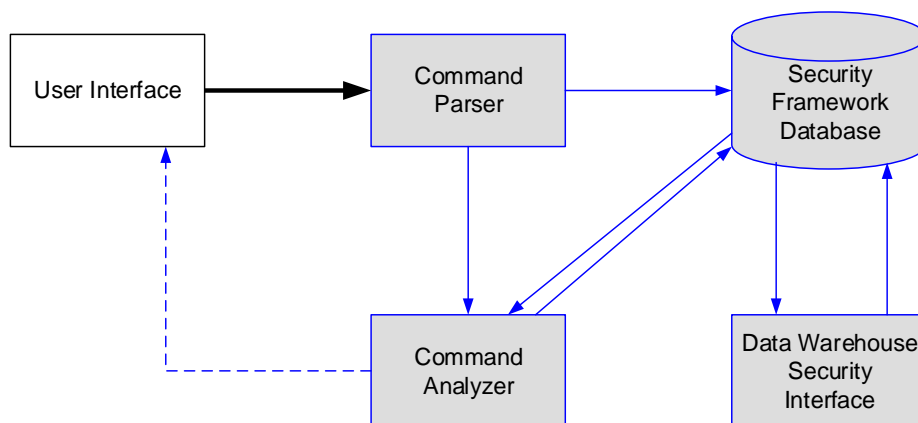 User Interface
Command
Parser
Security
Framework
Database
Command
Analyzer
Data Warehouse
Security
Interface